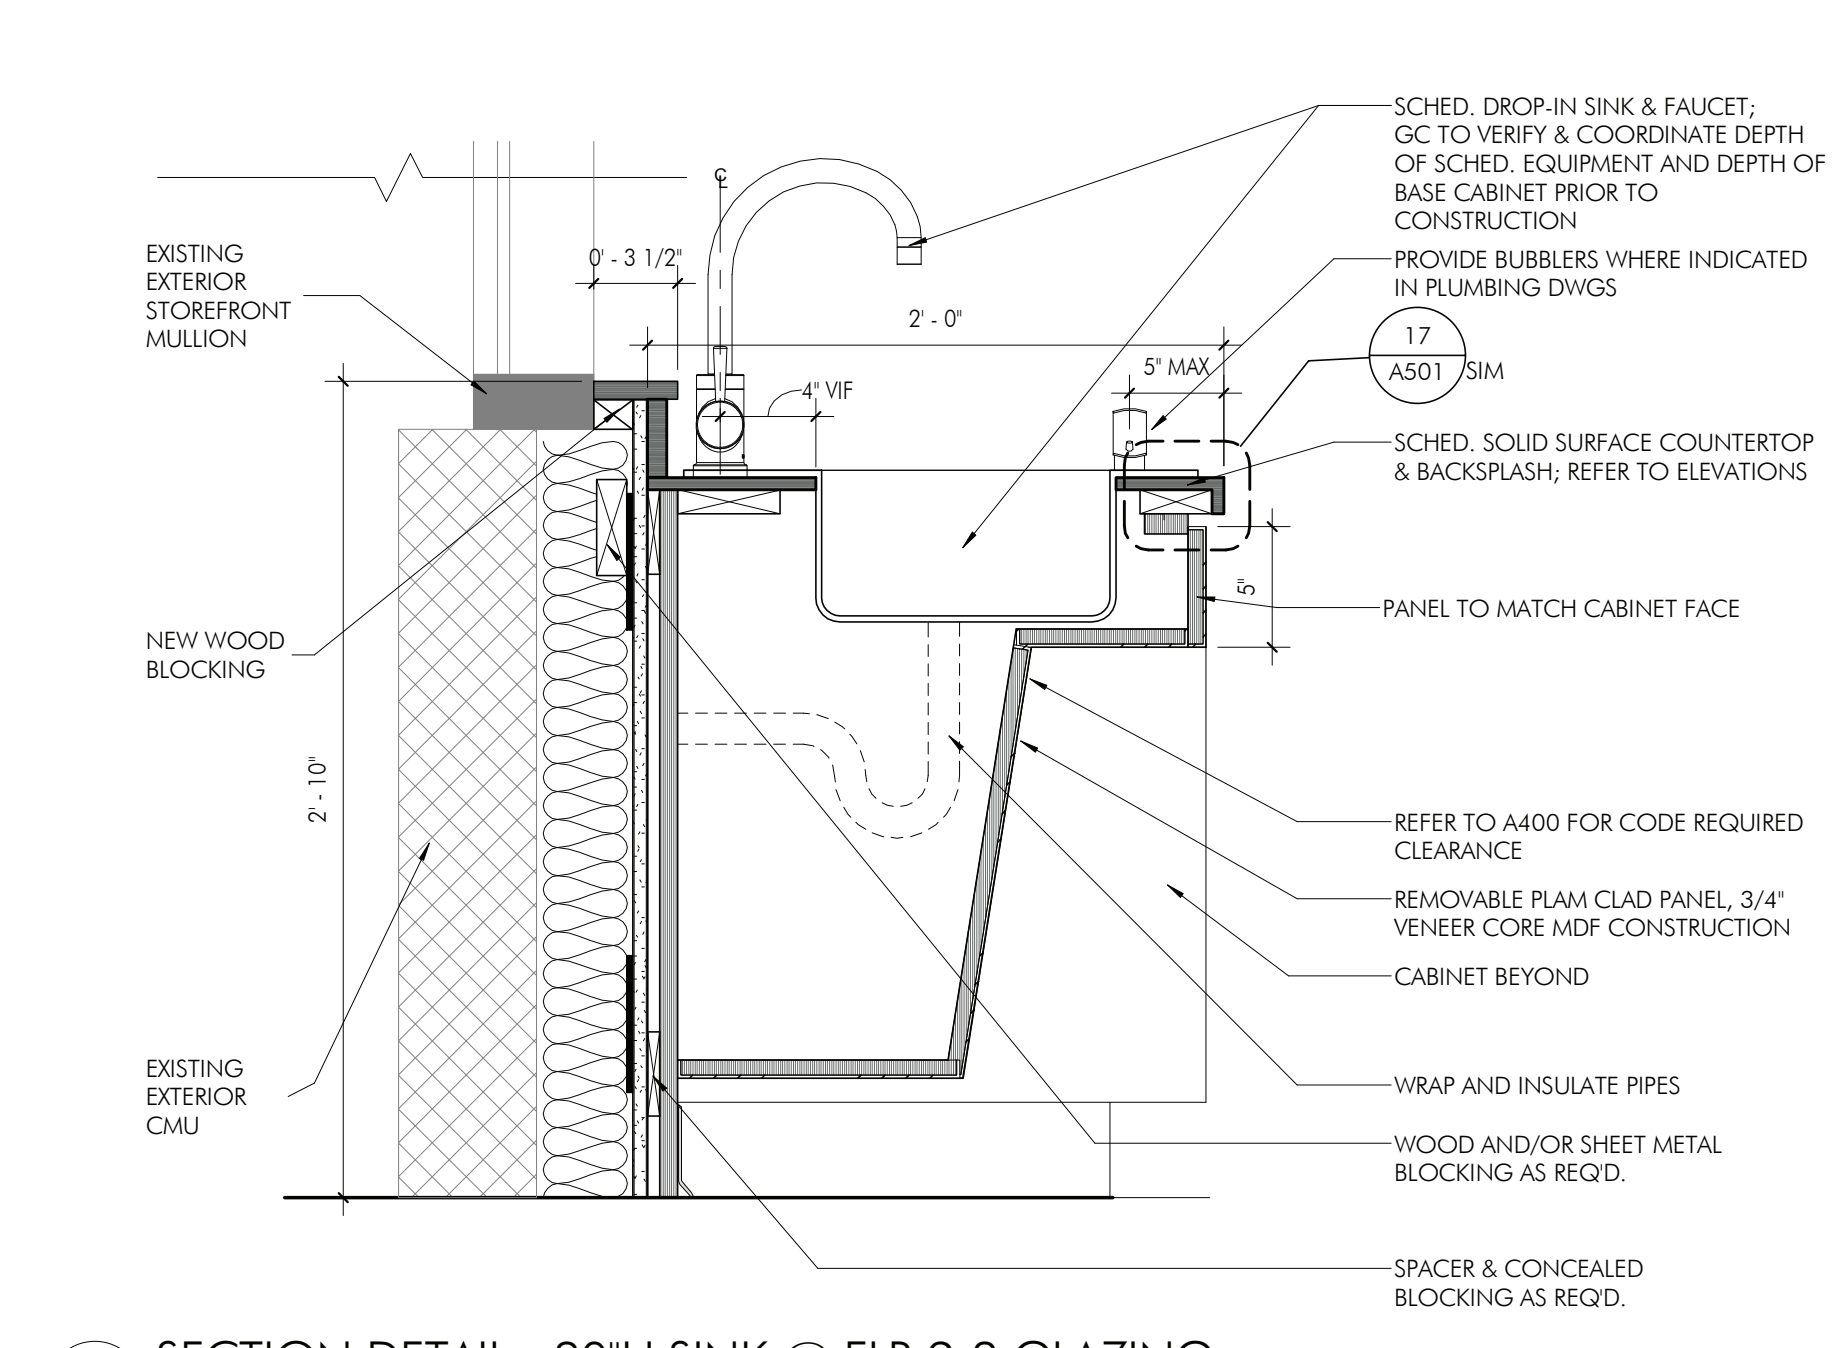 SCHED. DROP-IN SINK & FAUCET;
GC TO VERIFY & COORDINATE DEPTH
OF SCHED. EQUIPMENT AND DEPTH OF
BASE CABINET PRIOR TO
CONSTRUCTION
℄
EXISTING
EXTERIOR
STOREFRONT
MULLION
0' - 3 1/2"
PROVIDE BUBBLERS WHERE INDICATED
IN PLUMBING DWGS
2' - 0"
17
A501
SIM
5" MAX
4" VIF
SCHED. SOLID SURFACE COUNTERTOP
& BACKSPLASH; REFER TO ELEVATIONS
5"
PANEL TO MATCH CABINET FACE
NEW WOOD
BLOCKING
2' - 10"
REFER TO A400 FOR CODE REQUIRED
CLEARANCE
REMOVABLE PLAM CLAD PANEL, 3/4"
VENEER CORE MDF CONSTRUCTION
CABINET BEYOND
EXISTING
EXTERIOR
CMU
WRAP AND INSULATE PIPES
WOOD AND/OR SHEET METAL
BLOCKING AS REQ'D.
SPACER & CONCEALED
BLOCKING AS REQ'D.
SECTION DETAIL SINK @